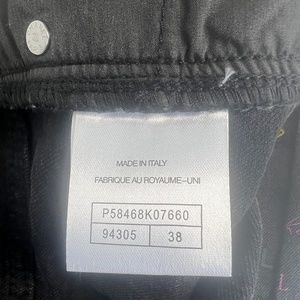 MADE IN ITALY
FABRIQUE AU ROYAUME–UNI
P58468K07660
94305 38